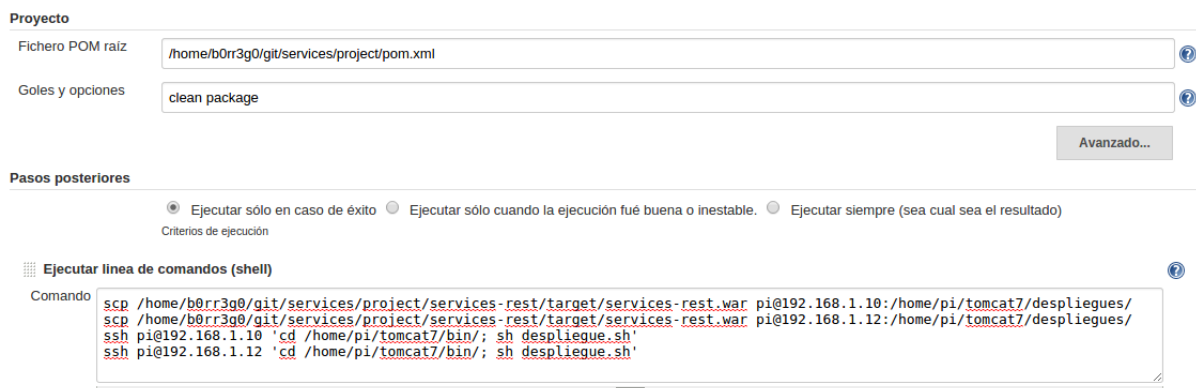 Proyecto
Fichero POM raíz
/home/b0rr3g0/git/services/project/pom.xml
Goles y opciones
clean package
Avanzado...
Pasos posteriores
Ejecutar sólo en caso de éxito Ejecutar sólo cuando la ejecución fué buena o inestable. Ejecutar siempre (sea cual sea el resultado)
Criterios de ejecución
Ejecutar linea de comandos (shell)
Comando
scp /home/b0rr3g0/git/services/project/services-rest/target/services-rest.war pi@192.168.1.10:/home/pi/tomcat7/despliegues/
scp /home/b0rr3g0/git/services/project/services-rest/target/services-rest.war pi@192.168.1.12:/home/pi/tomcat7/despliegues/
ssh pi@192.168.1.10 'cd /home/pi/tomcat7/bin/; sh despliegue.sh'
ssh pi@192.168.1.12 'cd /home/pi/tomcat7/bin/; sh despliegue.sh'